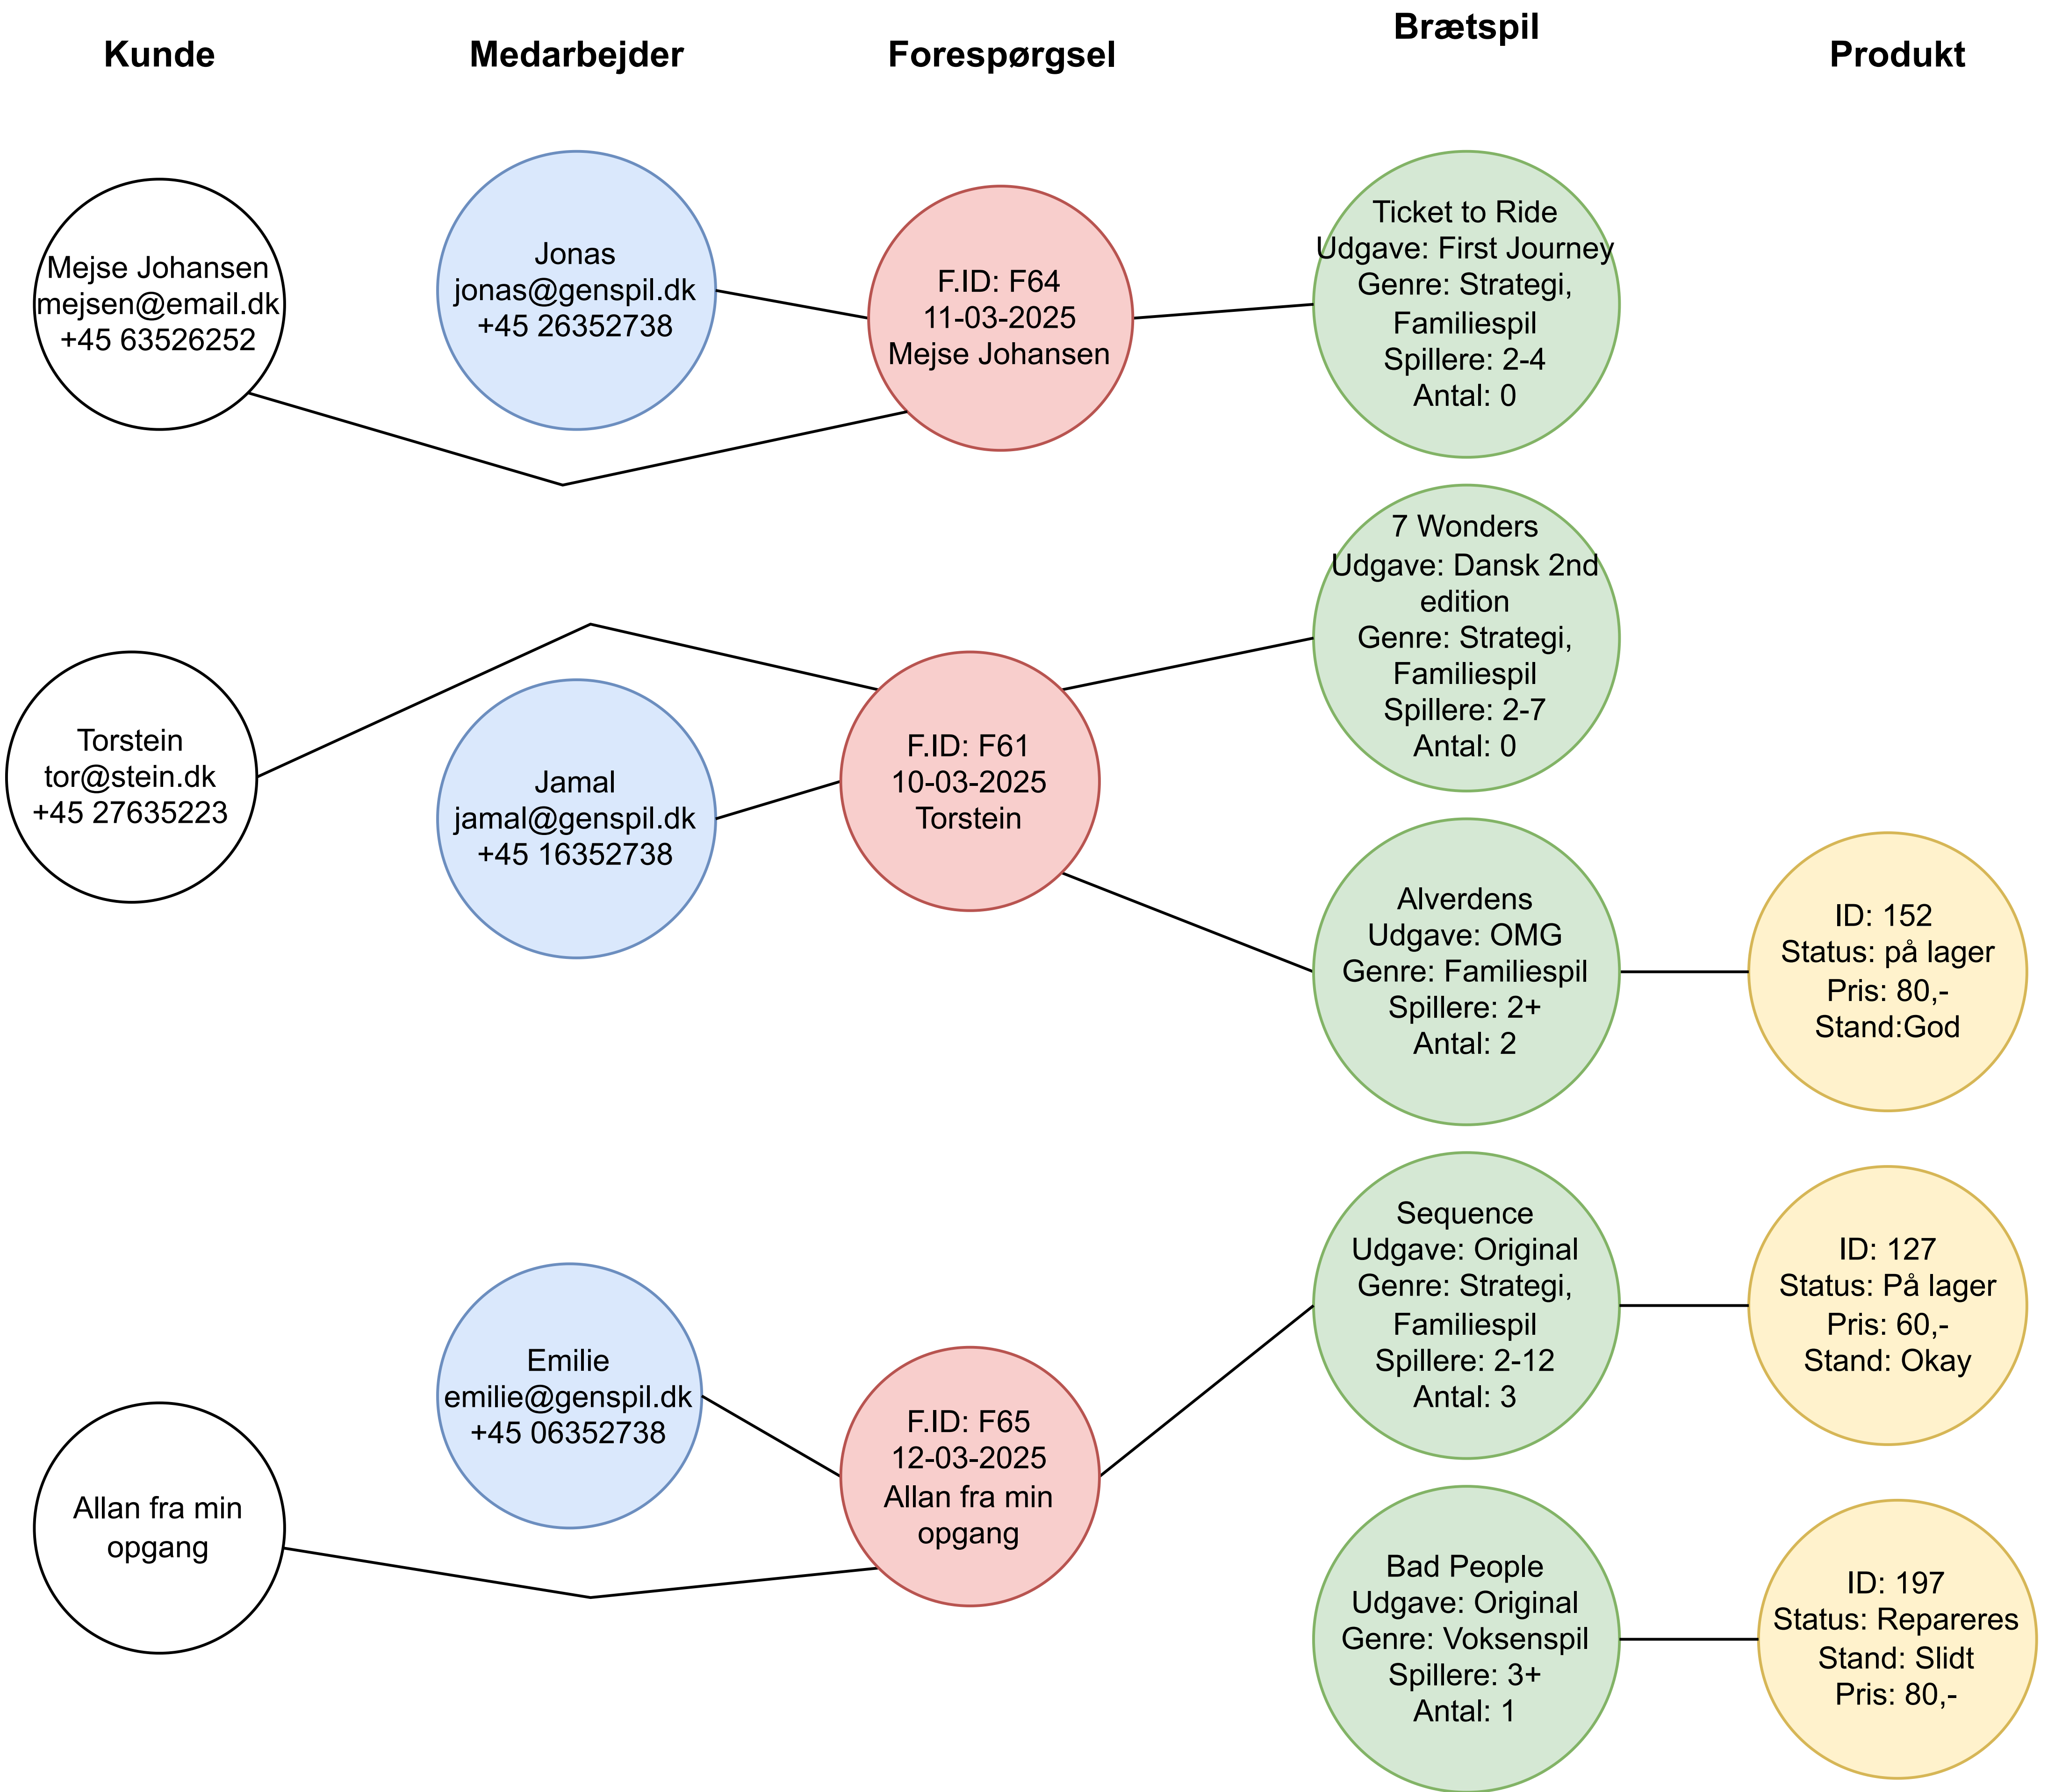 Kunde
Medarbejder
Forespørgsel
Brætspil
Produkt
Mejse Johansen
mejsen@email.dk
+45 63526252
Jonas
jonas@genspil.dk
+45 26352738
F.ID: F64
11-03-2025
Mejse Johansen
Ticket to Ride
Udgave: First Journey
Genre: Strategi,
Familiespil
Spillere: 2-4
Antal: 0
7 Wonders
Udgave: Dansk 2nd
edition
Genre: Strategi,
Familiespil
Spillere: 2-7
Antal: 0
Torstein
tor@stein.dk
+45 27635223
Jamal
jamal@genspil.dk
+45 16352738
F.ID: F61
10-03-2025
Torstein
Alverdens
Udgave: OMG
Genre: Familiespil
Spillere: 2+
Antal: 2
ID: 152
Status: på lager
Pris: 80,-
Stand:God
Sequence
Udgave: Original
Genre: Strategi,
Familiespil
Spillere: 2-12
Antal: 3
ID: 127
Status: På lager
Pris: 60,-
Stand: Okay
Allan fra min
opgang
Emilie
emilie@genspil.dk
+45 06352738
F.ID: F65
12-03-2025
Allan fra min
opgang
Bad People
Udgave: Original
Genre: Voksenspil
Spillere: 3+
Antal: 1
ID: 197
Status: Repareres
Stand: Slidt
Pris: 80,-